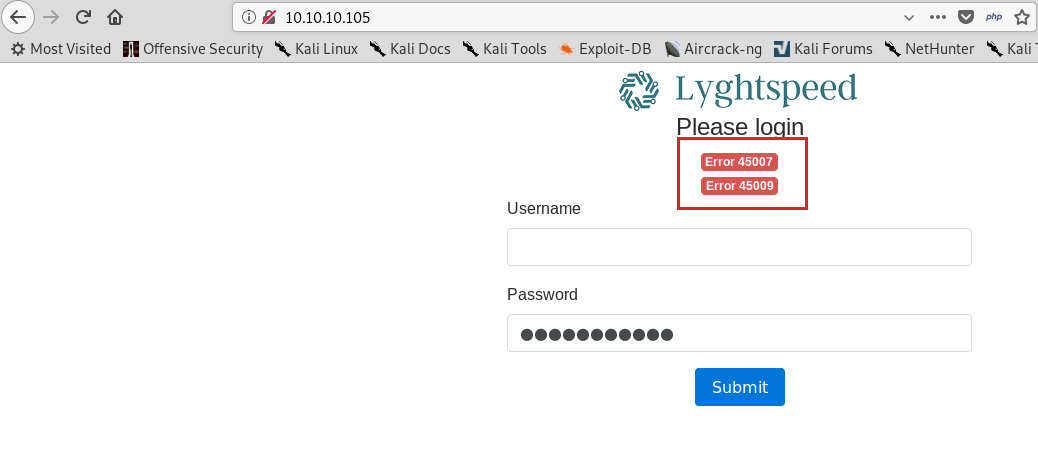 10.10.10.105
php
Most Visited Offensive Security Kali Linux Kali Docs Kali Tools Exploit-DB Aircrack-ng Kali Forums NetHunter Kali T
Lyghtspeed
Please login
Error 45007
Error 45009
Username
Password
Submit